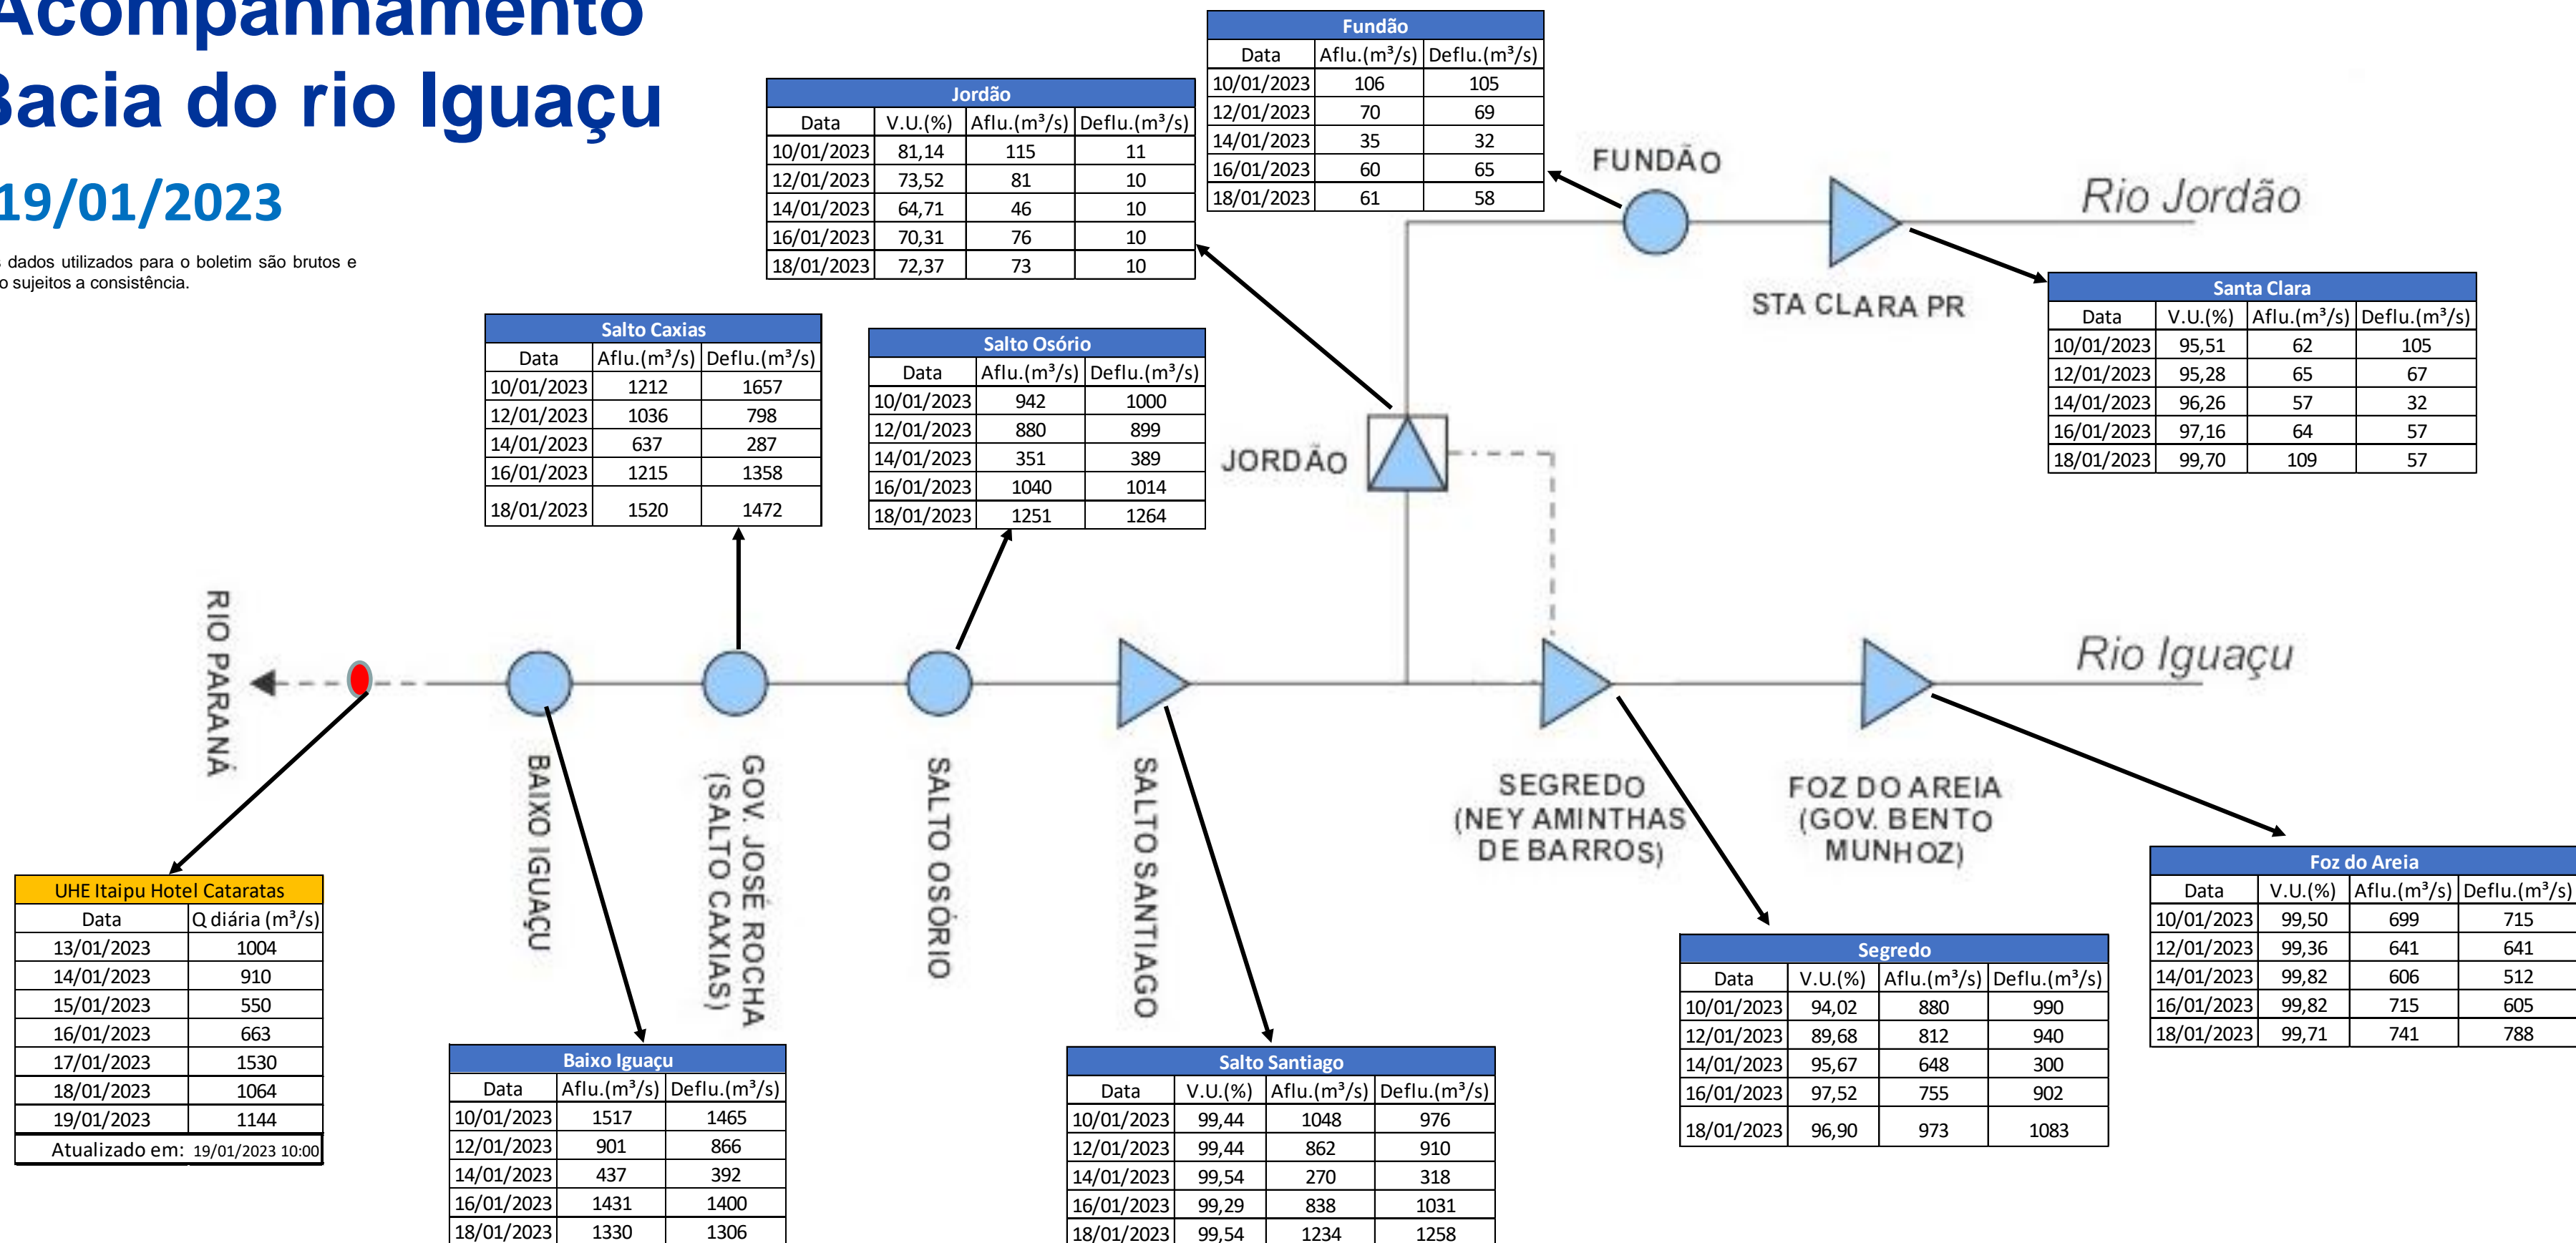 Acompanhamento
Bacia do rio Iguaçu
19/01/2023
s dados utilizados para o boletim são brutos e
o sujeitos a consistência.
Fundão
Data Aflu.(m³/s) Deflu.(m³/s)
10/01/2023 106 105
12/01/2023 70 69
14/01/2023 35 32
16/01/2023 60 65
18/01/2023 61 58
Jordão
Data V.U.(%) Aflu.(m³/s) Deflu.(m³/s)
10/01/2023 81,14 115 11
12/01/2023 73,52 81 10
14/01/2023 64,71 46 10
16/01/2023 70,31 76 10
18/01/2023 72,37 73 10
FUNDÃO
Rio Jordão
STA CLARA PR
Santa Clara
Data V.U.(%) Aflu.(m³/s) Deflu.(m³/s)
10/01/2023 95,51 62 105
12/01/2023 95,28 65 67
14/01/2023 96,26 57 32
16/01/2023 97,16 64 57
18/01/2023 99,70 109 57
Salto Caxias
Data Aflu.(m³/s) Deflu.(m³/s)
10/01/2023 1212 1657
12/01/2023 1036 798
14/01/2023 637 287
16/01/2023 1215 1358
18/01/2023 1520 1472
Salto Osório
Data Aflu.(m³/s) Deflu.(m³/s)
10/01/2023 942 1000
12/01/2023 880 899
14/01/2023 351 389
16/01/2023 1040 1014
18/01/2023 1251 1264
JORDÃO
RIO PARANÁ
Rio Iguaçu
BAIXO IGUAÇU
GOV. JOSÉ ROCHA
(SALTO CAXIAS)
SALTO OSÓRIO
SALTO SANTIAGO
SEGREDO
(NEY AMINTHAS
DE BARROS)
FOZ DO AREIA
(GOV. BENTO
MUNHOZ)
UHE Itaipu Hotel Cataratas
Data Q diária (m³/s)
13/01/2023 1004
14/01/2023 910
15/01/2023 550
16/01/2023 663
17/01/2023 1530
18/01/2023 1064
19/01/2023 1144
Atualizado em: 19/01/2023 10:00
Baixo Iguaçu
Data Aflu.(m³/s) Deflu.(m³/s)
10/01/2023 1517 1465
12/01/2023 901 866
14/01/2023 437 392
16/01/2023 1431 1400
18/01/2023 1330 1306
Salto Santiago
Data V.U.(%) Aflu.(m³/s) Deflu.(m³/s)
10/01/2023 99,44 1048 976
12/01/2023 99,44 862 910
14/01/2023 99,54 270 318
16/01/2023 99,29 838 1031
18/01/2023 99,54 1234 1258
Segredo
Data V.U.(%) Aflu.(m³/s) Deflu.(m³/s)
10/01/2023 94,02 880 990
12/01/2023 89,68 812 940
14/01/2023 95,67 648 300
16/01/2023 97,52 755 902
18/01/2023 96,90 973 1083
Foz do Areia
Data V.U.(%) Aflu.(m³/s) Deflu.(m³/s)
10/01/2023 99,50 699 715
12/01/2023 99,36 641 641
14/01/2023 99,82 606 512
16/01/2023 99,82 715 605
18/01/2023 99,71 741 788